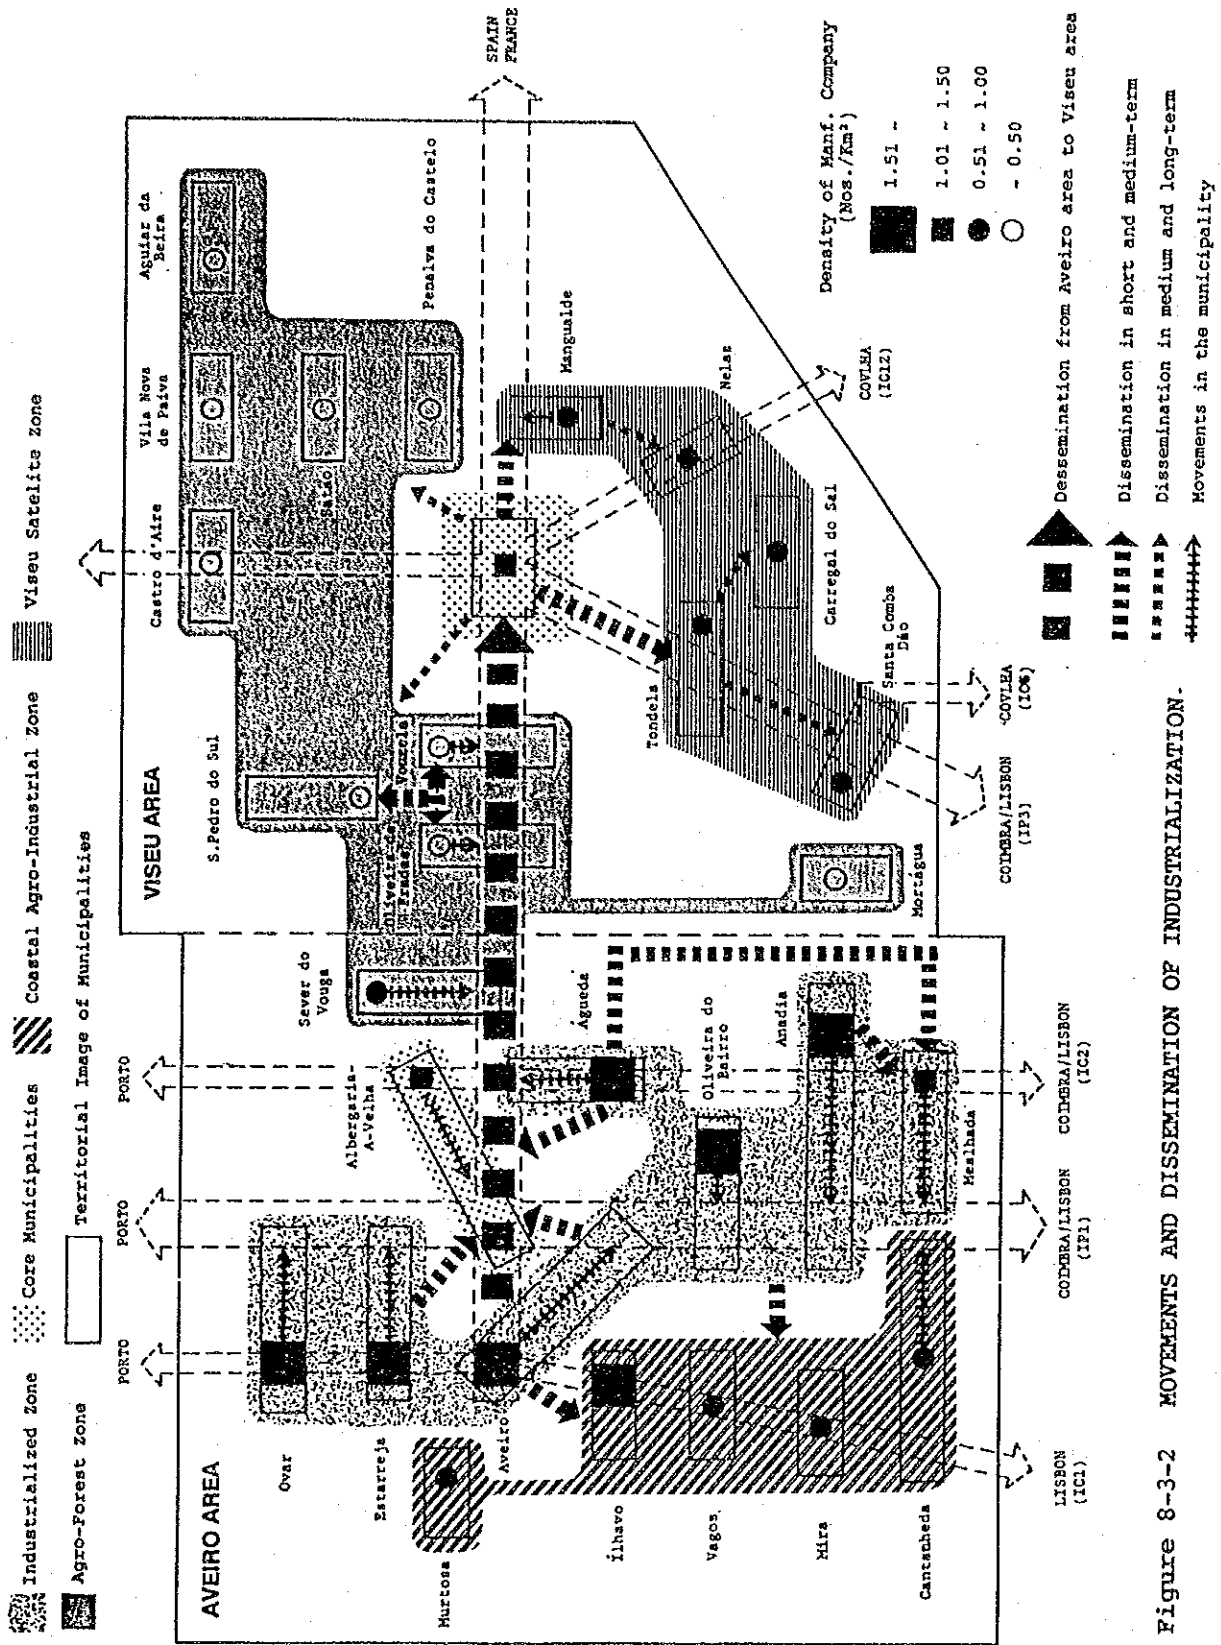 Industrialized Zone
Core Municipalities
Coastal Agro-Industrial Zone
Viseu Satelite Zone
Agro-Forest Zone
Territorial Image of Municipalities
AVEIRO AREA
VISEU AREA
PORTO
PORTO
PORTO
SPAIN
FRANCE
Ovar
Estarreja
Murtosa
Aveiro
Albergaria-
A-Velha
Sever do
Vouga
S.Pedro do Sul
Oliveira de
Frades
Vouzela
Castro d'Aire
Vila Nova
de Paiva
Aguiar da
Beira
Satão
Penalva do Castelo
Mangualde
Nelas
Carregal do Sal
Tondela
Santa Comba
Dão
Mortágua
Águeda
Oliveira do
Bairro
Anadia
Mealhada
Ílhavo
Vagos
Mira
Cantanheda
LISBON
(IC1)
COIMBRA/LISBON
(IP1)
COIMBRA/LISBON
(IC2)
COIMBRA/LISBON
(IP3)
COVLHA
(IC6)
COVLHA
(IC12)
Density of Manf. Company
(Nos./Km²)
1.51 ~
1.01 ~ 1.50
0.51 ~ 1.00
~ 0.50
Dessemination from Aveiro area to Viseu area
Dissemination in short and medium-term
Dissemination in medium and long-term
Movements in the municipality
Figure 8-3-2 MOVEMENTS AND DISSEMINATION OF INDUSTRIALIZATION.